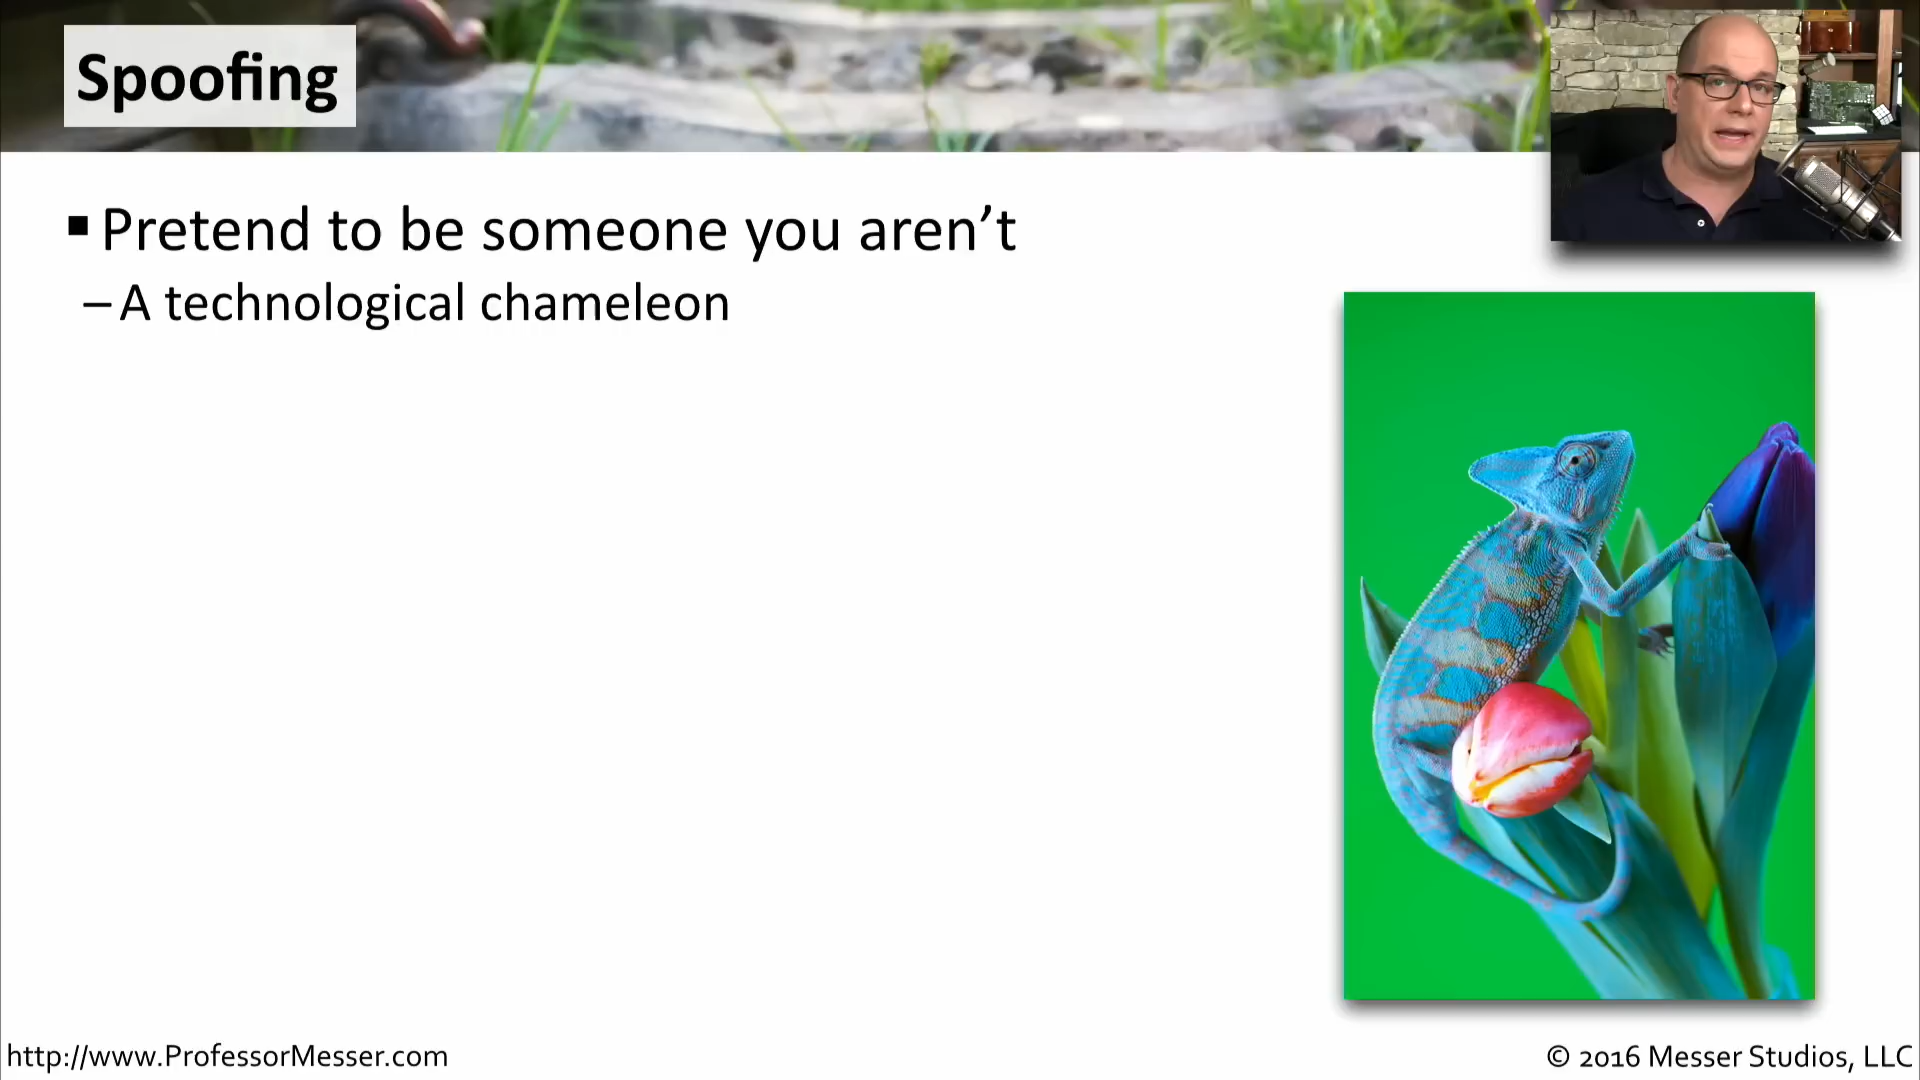 Spoofing
▪ Pretend to be someone you aren’t
– A technological chameleon
http://www.ProfessorMesser.com
© 2016 Messer Studios, LLC